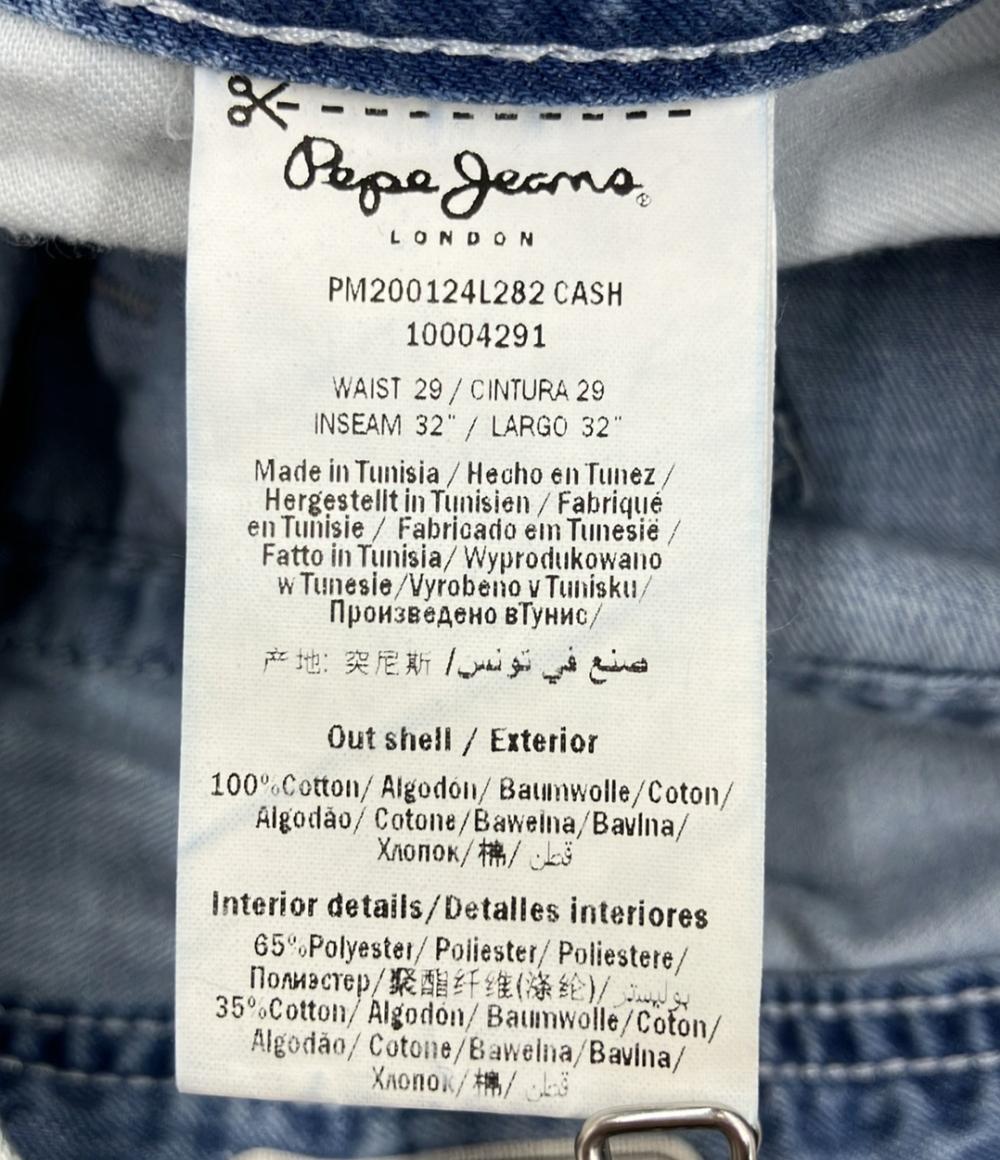 Pepe Jeans®
LONDON
PM200124L282 CASH
10004291
WAIST 29 / CINTURA 29
INSEAM 32" / LARGO 32"
Made in Tunisia / Hecho en Tunez /
Hergestellt in Tunisien / Fabriqué
en Tunisie / Fabricado em Tunesië /
Fatto in Tunisia/ Wyprodukowano
w Tunesie /Vyrobeno v Tunisku/
Произведено вТунис/
产地: 突尼斯 /صنع في تونس
Out shell / Exterior
100%Cotton/ Algodón/ Baumwolle/Coton/
Algodão/ Cotone/Bawelna/Bavlna/
Хлопок/棉/ قطن
Interior details/Detalles interiores
65%Polyester/ Poliester/ Poliestere/
Полиэстер/聚酯纤维(涤纶)/ بوليستر
35%Cotton/ Algodón/ Baumwolle/Coton/
Algodão/ Cotone/Bawelna/Bavlna/
Хлопок/棉/ قطن